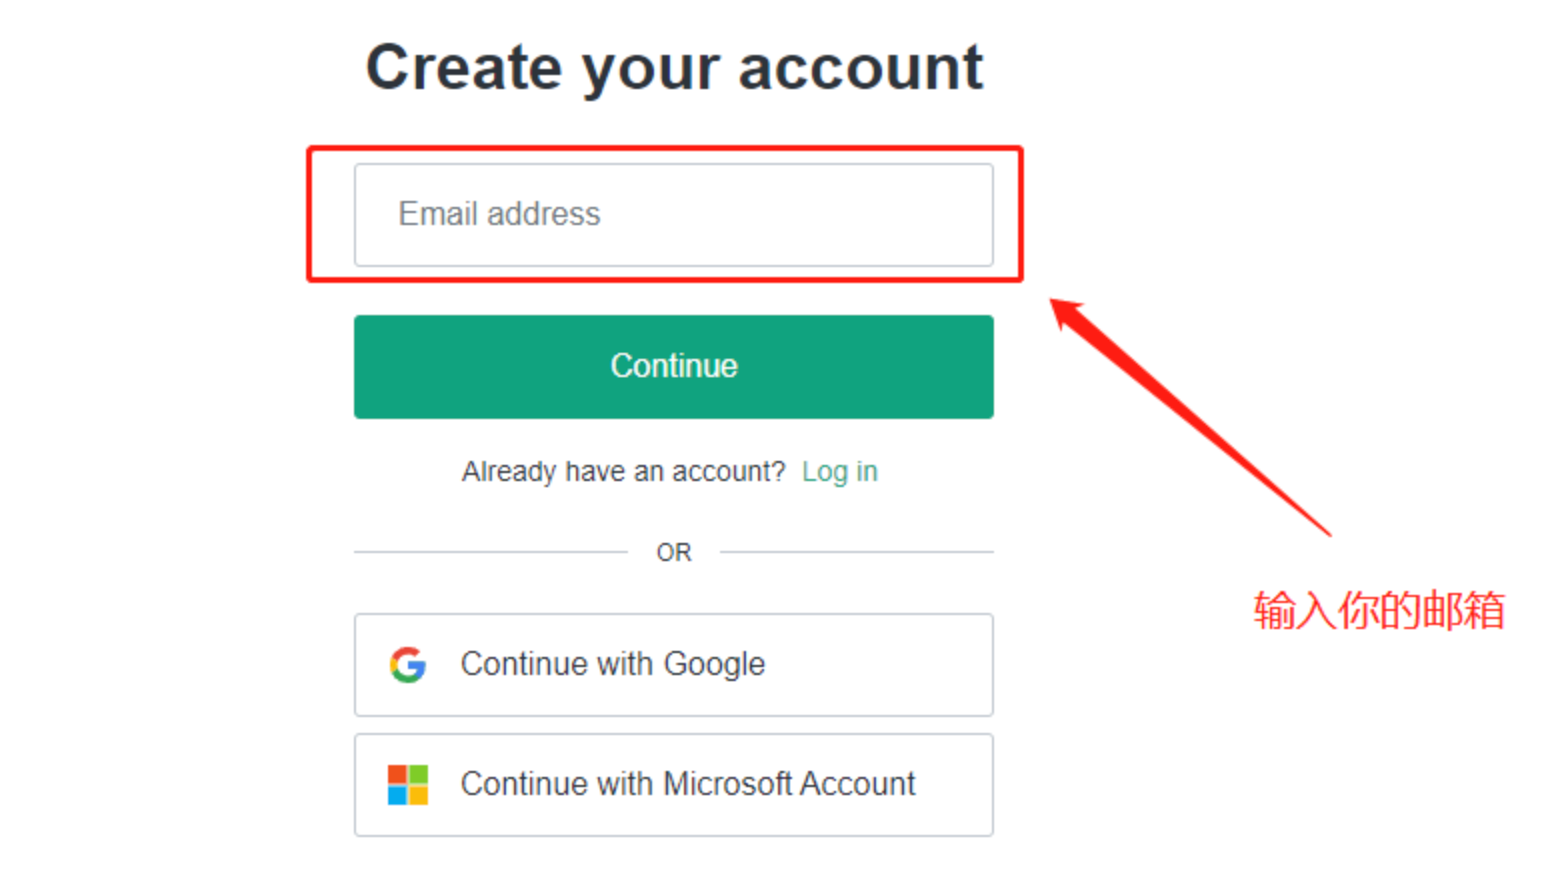 Create your account
Email address
Continue
Already have an account? Log in
OR
Continue with Google
Continue with Microsoft Account
输入你的邮箱